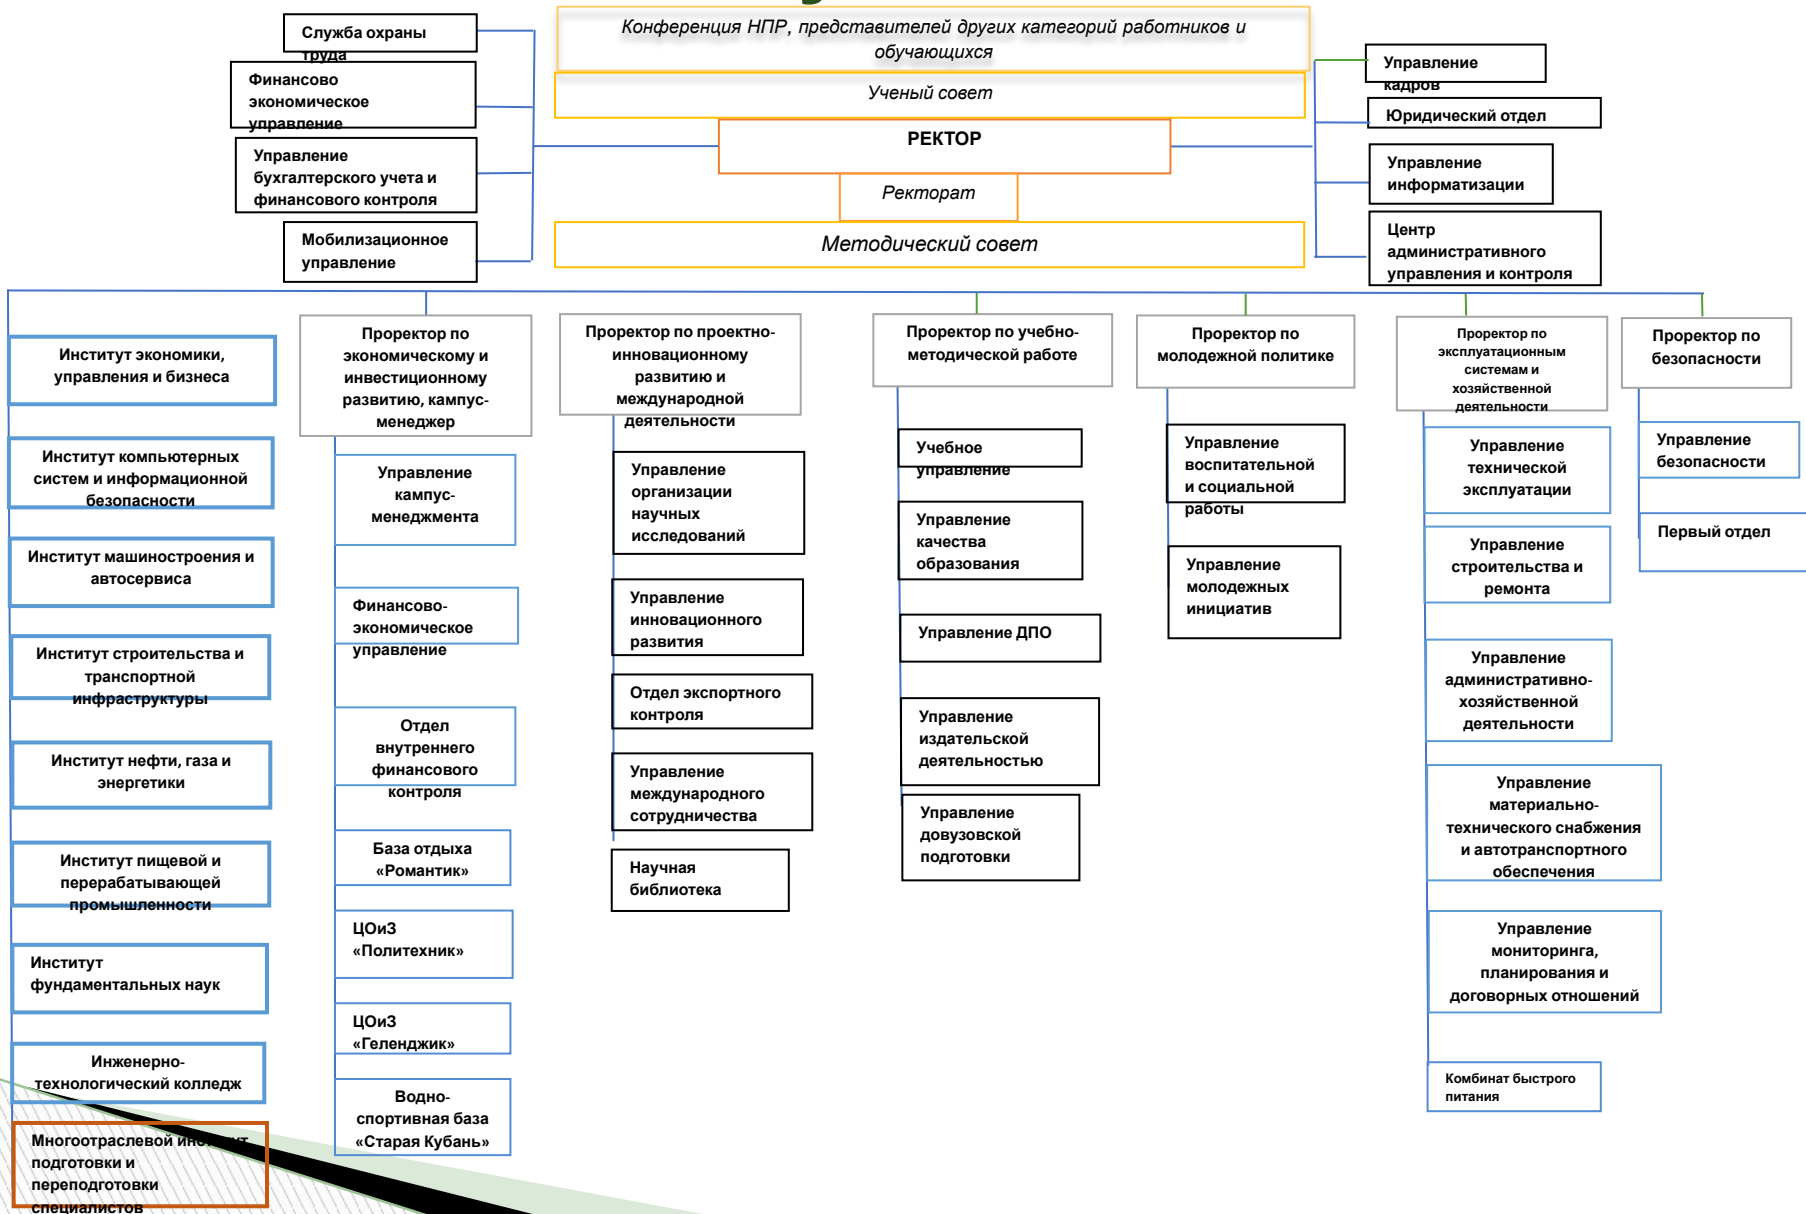 Конференция НПР, представителей других категорий работников и
обучающихся
Ученый совет
РЕКТОР
Ректорат
Методический совет
Служба охраны
труда
Финансово
экономическое
управление
Управление
бухгалтерского учета и
финансового контроля
Мобилизационное
управление
Управление
кадров
Юридический отдел
Управление
информатизации
Центр
административного
управления и контроля
Институт экономики,
управления и бизнеса
Институт компьютерных
систем и информационной
безопасности
Институт машиностроения и
автосервиса
Институт строительства и
транспортной
инфраструктуры
Институт нефти, газа и
энергетики
Институт пищевой и
перерабатывающей
промышленности
Институт
фундаментальных наук
Инженерно-
технологический колледж
Многоотраслевой институт
подготовки и
переподготовки
специалистов
Проректор по
экономическому и
инвестиционному
развитию, кампус-
менеджер
Управление
кампус-
менеджмента
Финансово-
экономическое
управление
Отдел
внутреннего
финансового
контроля
База отдыха
«Романтик»
ЦОиЗ
«Политехник»
ЦОиЗ
«Геленджик»
Водно-
спортивная база
«Старая Кубань»
Проректор по проектно-
инновационному
развитию и
международной
деятельности
Управление
организации
научных
исследований
Управление
инновационного
развития
Отдел экспортного
контроля
Управление
международного
сотрудничества
Научная
библиотека
Проректор по учебно-
методической работе
Учебное
управление
Управление
качества
образования
Управление ДПО
Управление
издательской
деятельностью
Управление
довузовской
подготовки
Проректор по
молодежной политике
Управление
воспитательной
и социальной
работы
Управление
молодежных
инициатив
Проректор по
эксплуатационным
системам и
хозяйственной
деятельности
Управление
технической
эксплуатации
Управление
строительства и
ремонта
Управление
административно-
хозяйственной
деятельности
Управление
материально-
технического снабжения
и автотранспортного
обеспечения
Управление
мониторинга,
планирования и
договорных отношений
Комбинат быстрого
питания
Проректор по
безопасности
Управление
безопасности
Первый отдел